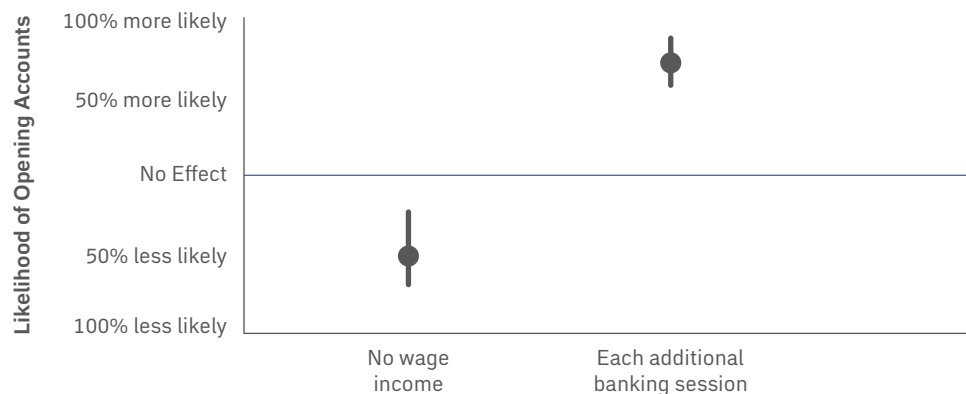 Likelihood of Opening Accounts
100% more likely
50% more likely
No Effect
50% less likely
100% less likely
No wage
income
Each additional
banking session